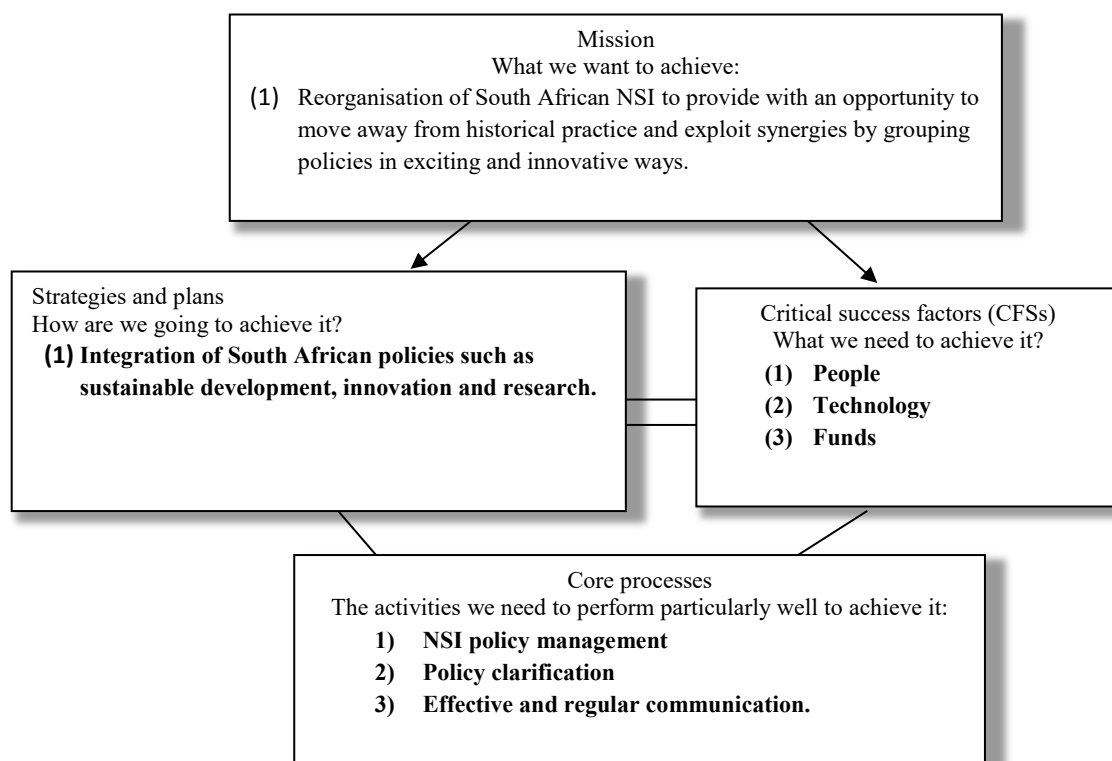 Mission
What we want to achieve:
(1) Reorganisation of South African NSI to provide with an opportunity to
move away from historical practice and exploit synergies by grouping
policies in exciting and innovative ways.
Strategies and plans
How are we going to achieve it?
(1) Integration of South African policies such as
sustainable development, innovation and research.
Critical success factors (CFSs)
What we need to achieve it?
(1) People
(2) Technology
(3) Funds
Core processes
The activities we need to perform particularly well to achieve it:
1) NSI policy management
2) Policy clarification
3) Effective and regular communication.